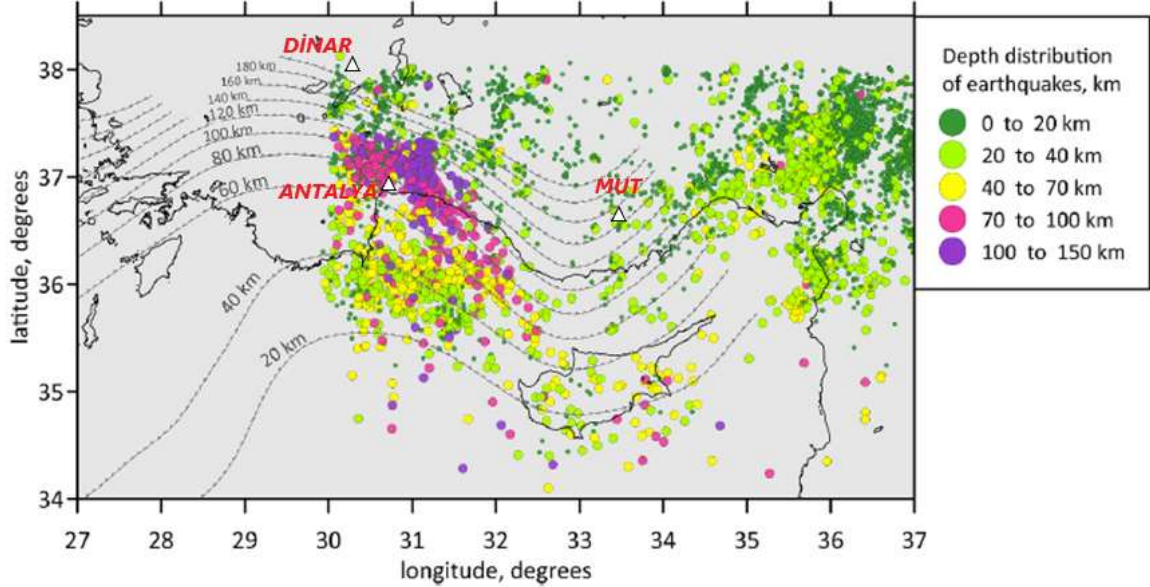 DİNAR
ANTALYA
MUT
180 km
160 km
140 km
120 km
100 km
80 km
60 km
40 km
20 km
38
37
36
35
34
latitude, degrees
27 28 29 30 31 32 33 34 35 36 37
longitude, degrees
Depth distribution
of earthquakes, km
0 to 20 km
20 to 40 km
40 to 70 km
70 to 100 km
100 to 150 km